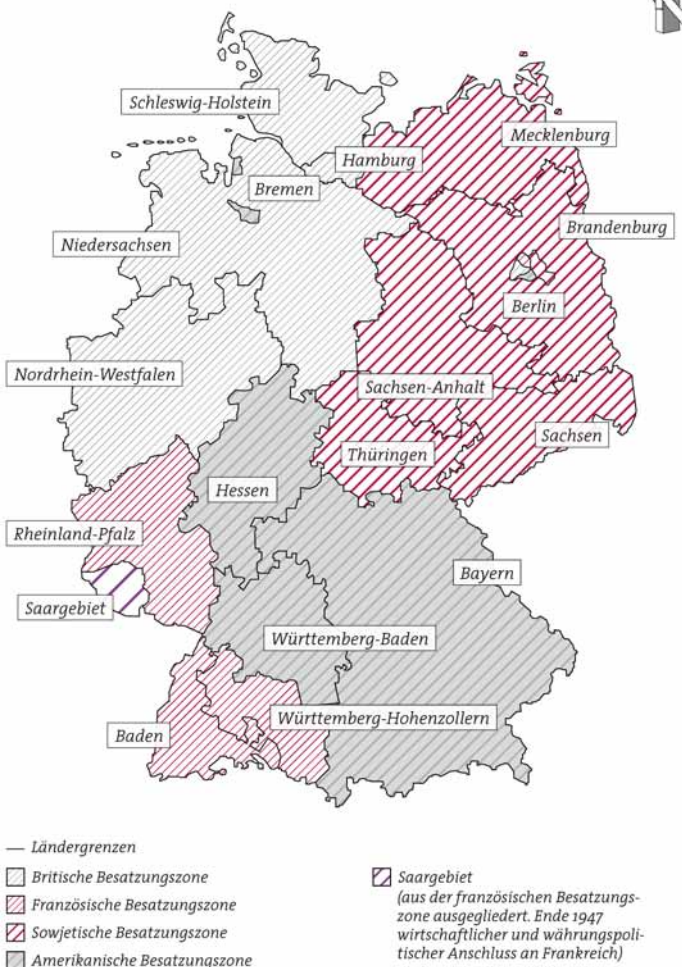 N
Schleswig-Holstein
Mecklenburg
Hamburg
Bremen
Brandenburg
Niedersachsen
Berlin
Nordrhein-Westfalen
Sachsen-Anhalt
Sachsen
Thüringen
Hessen
Rheinland-Pfalz
Bayern
Saargebiet
Württemberg-Baden
Württemberg-Hohenzollern
Baden
Ländergrenzen
Britische Besatzungszone
Französische Besatzungszone
Sowjetische Besatzungszone
Amerikanische Besatzungszone
Saargebiet
(aus der französischen Besatzungs-
zone ausgegliedert. Ende 1947
wirtschaftlicher und währungspoli-
tischer Anschluss an Frankreich)